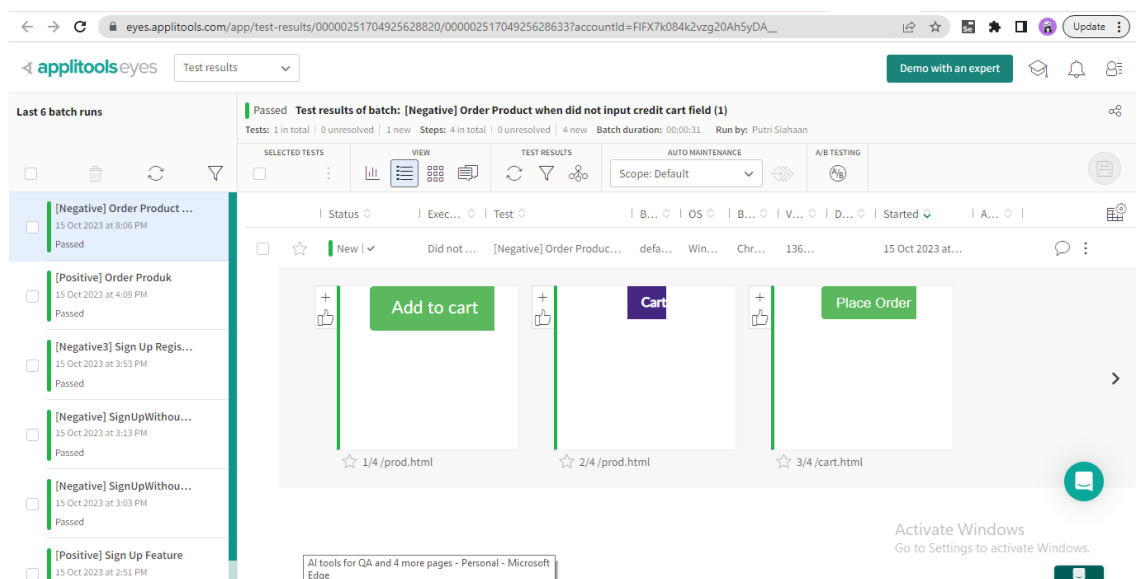 eyes.applitools.com/app/test-results/00000251704925628820/00000251704925628633?accountId=FIFX7k084k2vzg20Ah5yDA_
Update
applitools eyes
Test results
Demo with an expert
Last 6 batch runs
Passed Test results of batch: [Negative] Order Product when did not input credit cart field (1)
Tests: 1 in total | 0 unresolved | 1 new Steps: 4 in total | 0 unresolved | 4 new Batch duration: 00:00:31 Run by: Putri Siahaan
SELECTED TESTS VIEW TEST RESULTS AUTO MAINTENANCE A/B TESTING
Scope: Default
A/B
[Negative] Order Product ...
15 Oct 2023 at 8:06 PM
Passed
[Positive] Order Produk
15 Oct 2023 at 4:09 PM
Passed
[Negative3] Sign Up Regis...
15 Oct 2023 at 3:53 PM
Passed
[Negative] SignUpWithou...
15 Oct 2023 at 3:13 PM
Passed
[Negative] SignUpWithou...
15 Oct 2023 at 3:03 PM
Passed
[Positive] Sign Up Feature
15 Oct 2023 at 2:51 PM
Status Exec... Test B... OS B... V... D... Started A...
New Did not ... [Negative] Order Produc... defa... Win... Chr... 136... 15 Oct 2023 at...
Add to cart
Cart
Place Order
1/4 /prod.html
2/4 /prod.html
3/4 /cart.html
Activate Windows
Go to Settings to activate Windows.
AI tools for QA and 4 more pages - Personal - Microsoft
Edge